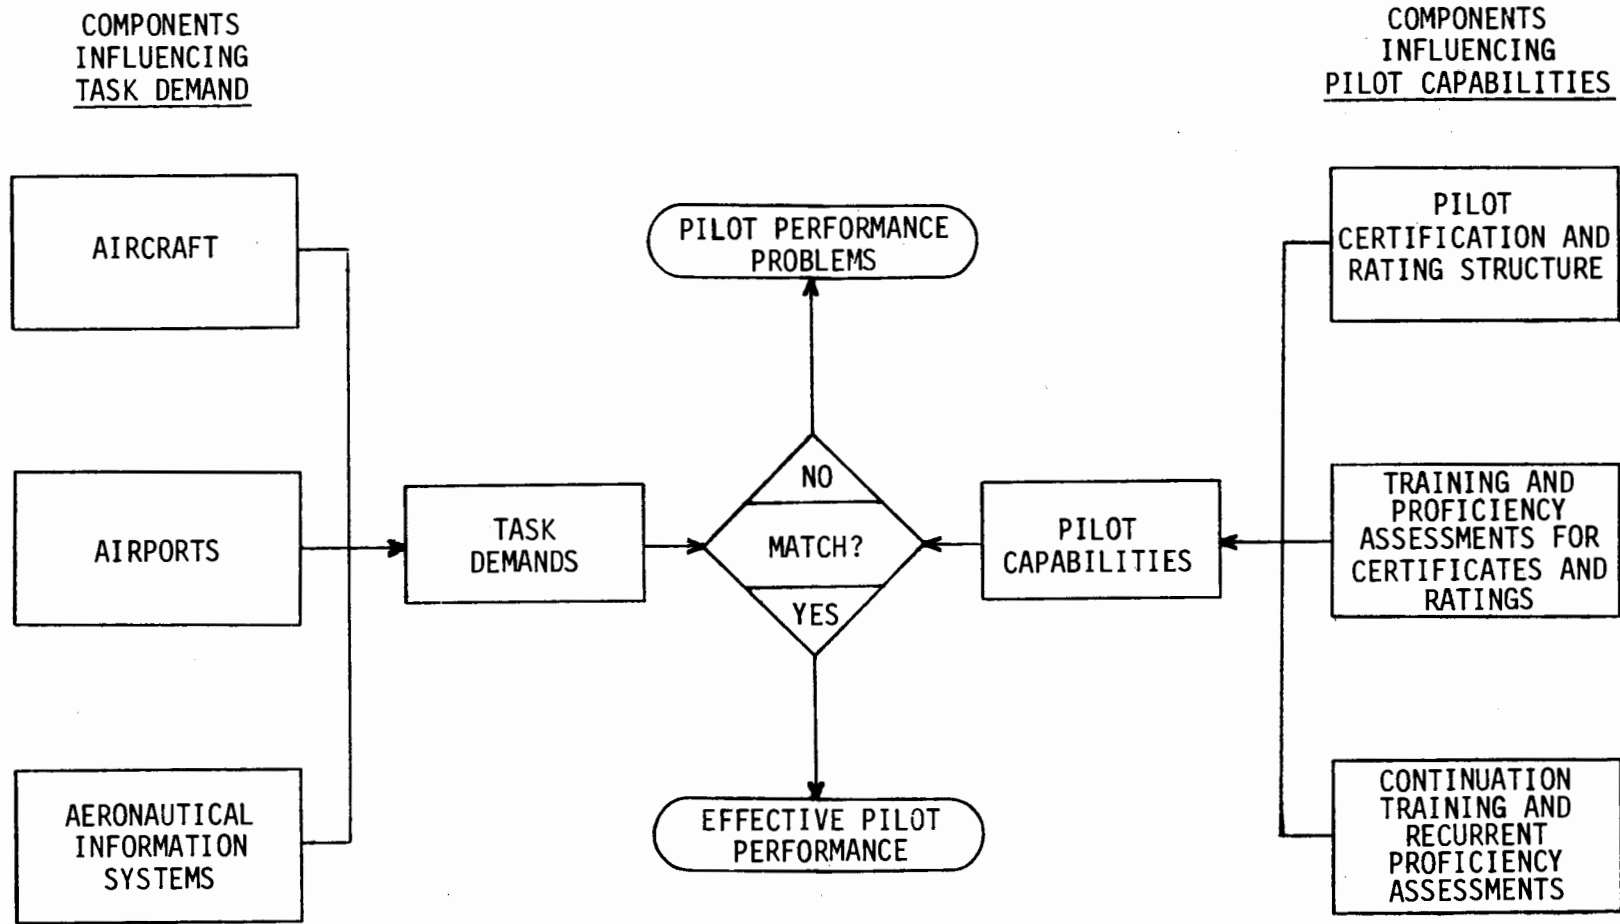 COMPONENTS
INFLUENCING
TASK DEMAND
COMPONENTS
INFLUENCING
PILOT CAPABILITIES
AIRCRAFT
PILOT PERFORMANCE
PROBLEMS
PILOT
CERTIFICATION AND
RATING STRUCTURE
AIRPORTS
TASK
DEMANDS
NO
MATCH?
YES
PILOT
CAPABILITIES
TRAINING AND
PROFICIENCY
ASSESSMENTS FOR
CERTIFICATES AND
RATINGS
AERONAUTICAL
INFORMATION
SYSTEMS
EFFECTIVE PILOT
PERFORMANCE
CONTINUATION
TRAINING AND
RECURRENT
PROFICIENCY
ASSESSMENTS